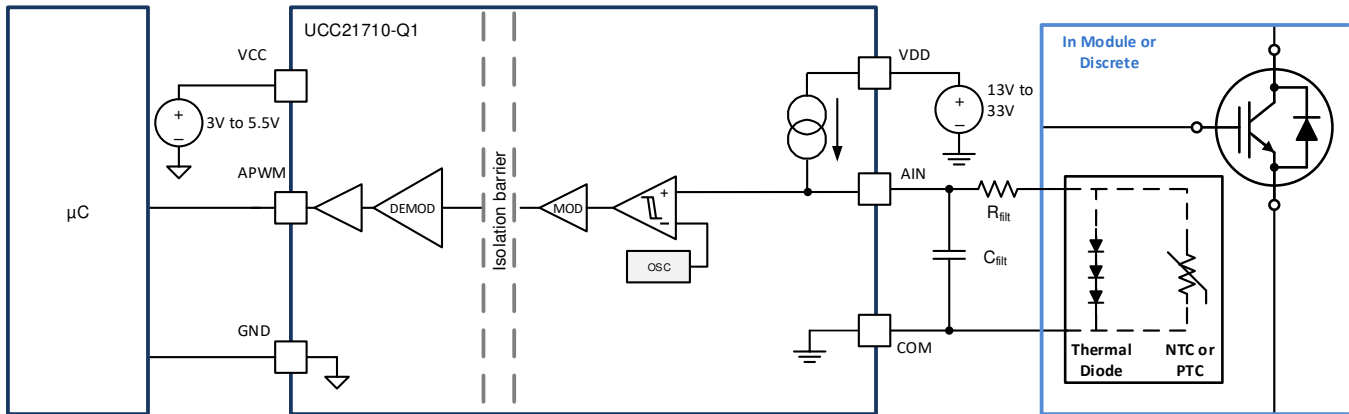 UCC21710-Q1
In Module or
Discrete
VCC
VDD
3V to 5.5V
13V to
33V
+
−
+
−
APWM
AIN
µC
DEMOD
Isolation barrier
MOD
+
−
OSC
Rfilt
Cfilt
GND
COM
Thermal
Diode
NTC or
PTC